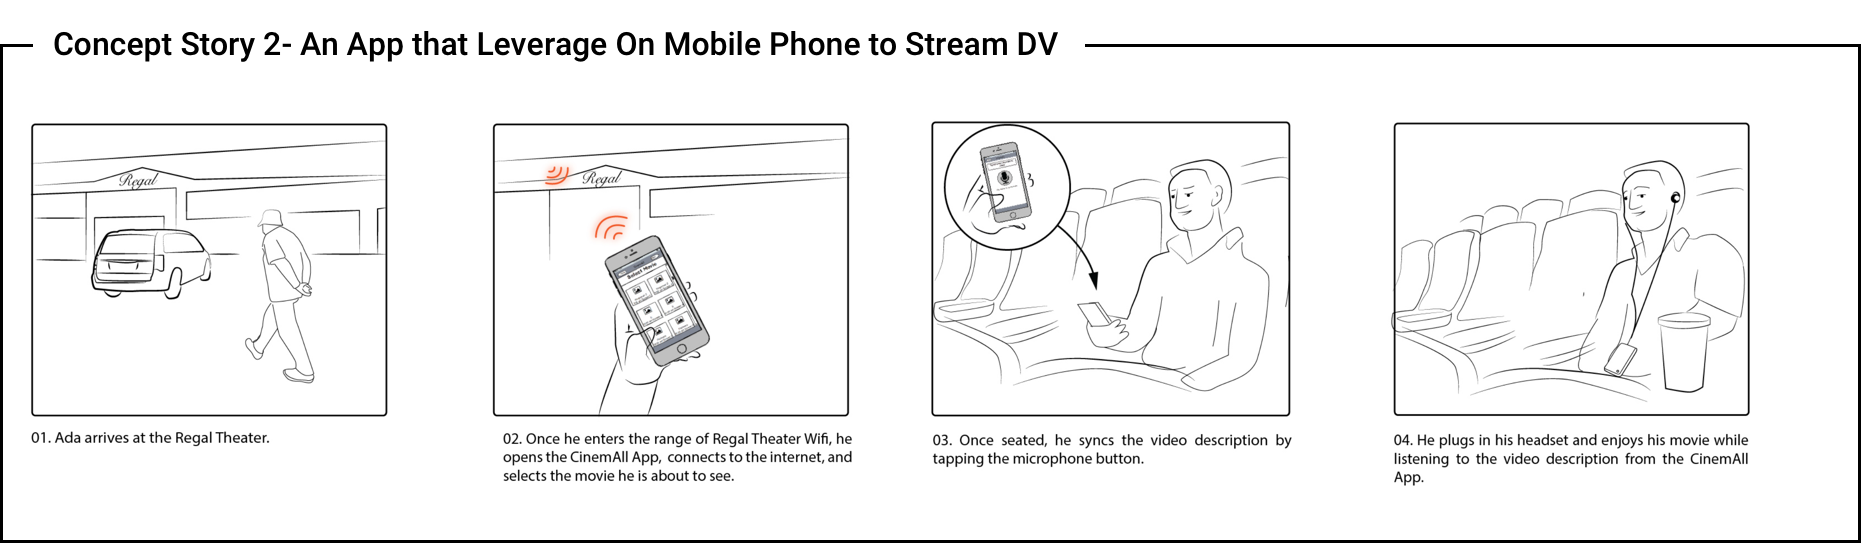 Concept Story 2- An App that Leverage On Mobile Phone to Stream DV
Regal
01. Ada arrives at the Regal Theater.
Regal
Select Movie
02. Once he enters the range of Regal Theater Wifi, he
opens the CinemAll App, connects to the internet, and
selects the movie he is about to see.
03. Once seated, he syncs the video description by
tapping the microphone button.
04. He plugs in his headset and enjoys his movie while
listening to the video description from the CinemAll
App.